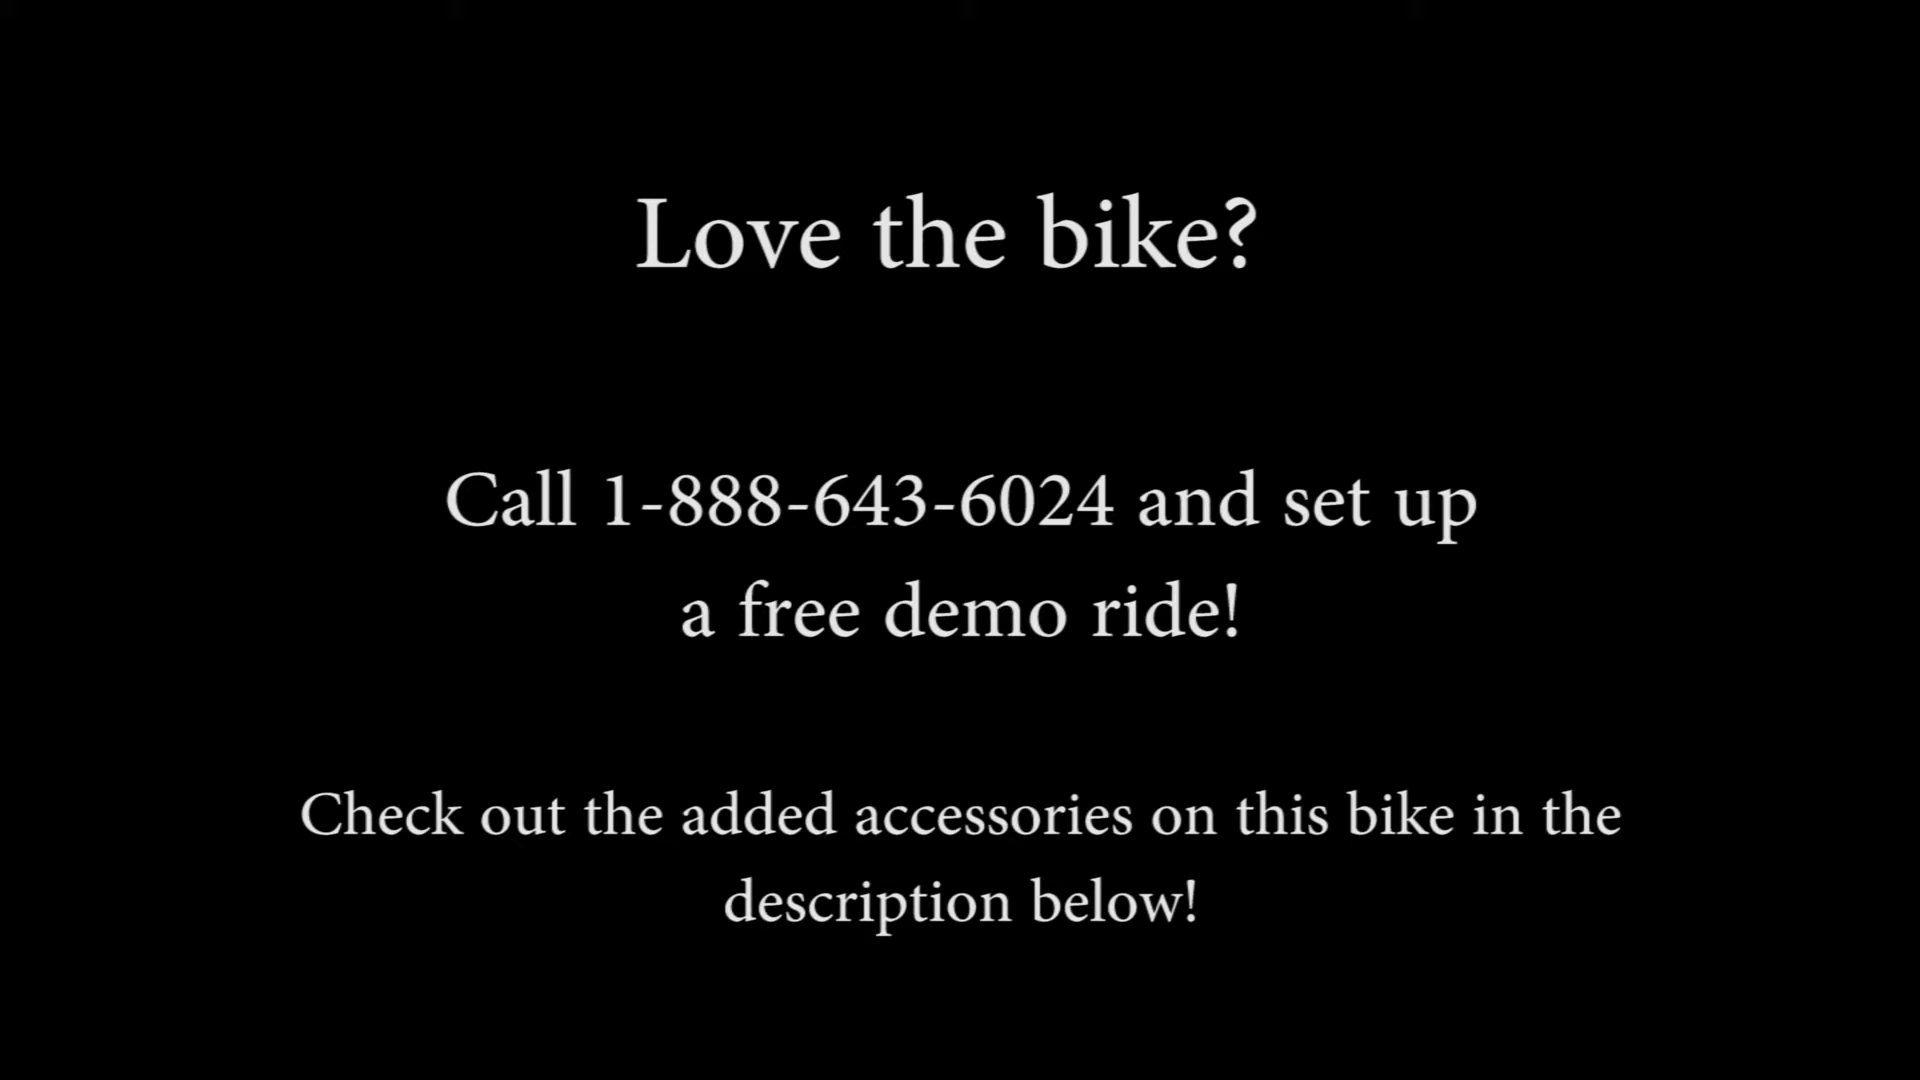 Love the bike?
Call 1-888-643-6024 and set up
a free demo ride!
Check out the added accessories on this bike in the
description below!